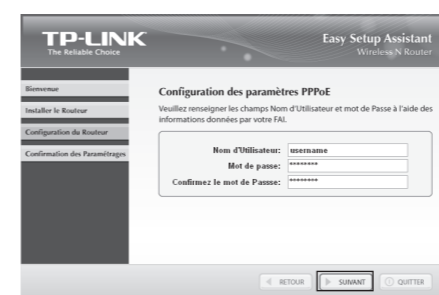 TP-LINK
The Reliable Choice
Easy Setup Assistant
Wireless N Router
Bienvenue
Installer le Routeur
Configuration du Routeur
Confirmation des Paramétrages
Configuration des paramètres PPPoE
Veuillez renseigner les champs Nom d'Utilisateur et mot de Passe à l'aide des
informations données par votre FAI.
Nom d'Utilisateur: username
Mot de passe: ********
Confirmez le mot de Passse: ********
RETOUR
SUIVANT
QUITTER